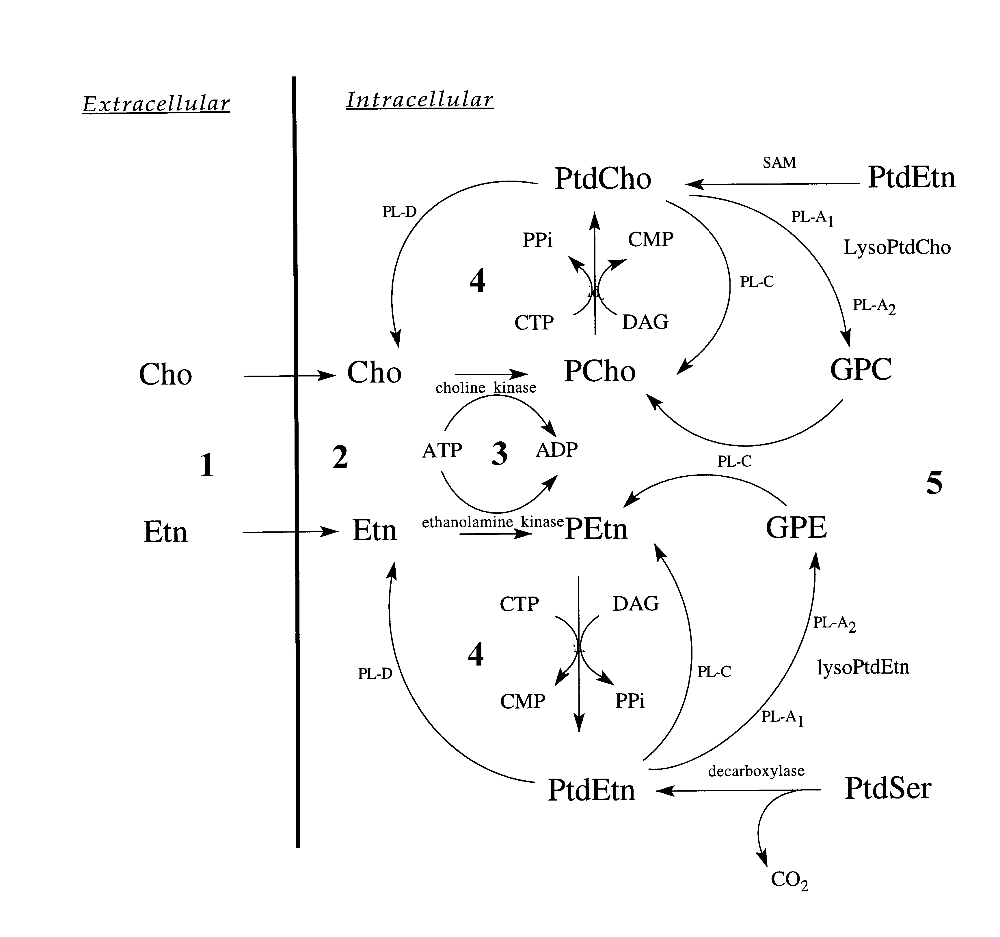 Extracellular
Intracellular
SAM
PtdCho
PtdEtn
PL-D
PL-A1
PPi
CMP
LysoPtdCho
4
PL-C
PL-A2
CTP
DAG
Cho
Cho
PCho
GPC
choline kinase
ATP
3
ADP
1
2
PL-C
5
ethanolamine kinase
Etn
Etn
PEtn
GPE
CTP
DAG
PL-A2
4
PL-D
PL-C
lysoPtdEtn
CMP
PPi
PL-A1
decarboxylase
PtdEtn
PtdSer
CO2